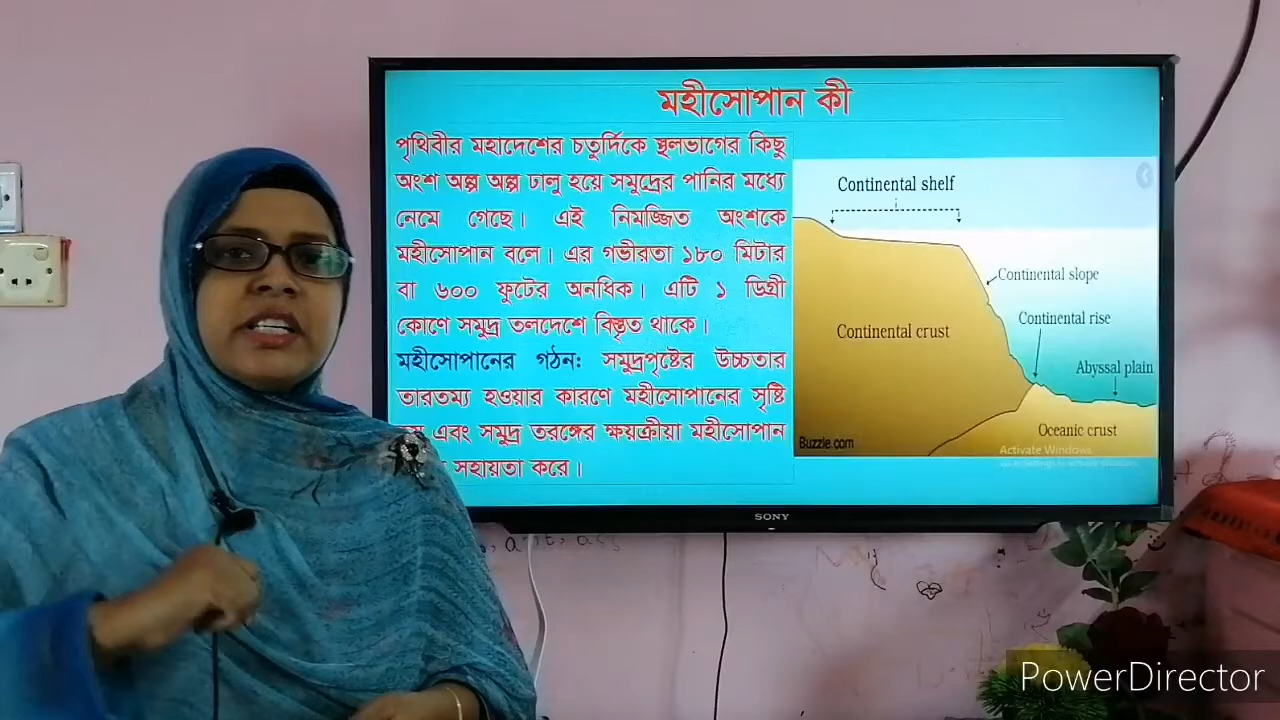 মহীসোপান কী
পৃথিবীর মহাদেশের চতুর্দিকে স্থলভাগের কিছু
অংশ অল্প অল্প ঢালু হয়ে সমুদ্রের পানির মধ্যে
নেমে গেছে। এই নিমজ্জিত অংশকে
মহীসোপান বলে। এর গভীরতা ১৮০ মিটার
বা ৬০০ ফুটের অনধিক। এটি ১ ডিগ্রী
কোণে সমুদ্র তলদেশে বিস্তৃত থাকে।
মহীসোপানের গঠন: সমুদ্রপৃষ্টের উচ্চতার
তারতম্য হওয়ার কারণে মহীসোপানের সৃষ্টি
এবং সমুদ্র তরঙ্গের ক্ষয়ক্রীয়া মহীসোপান
সহায়তা করে।
Continental shelf
Continental slope
Continental rise
Continental crust
Abyssal plain
Oceanic crust
Buzzle.com
Activate Windows
SONY
PowerDirector